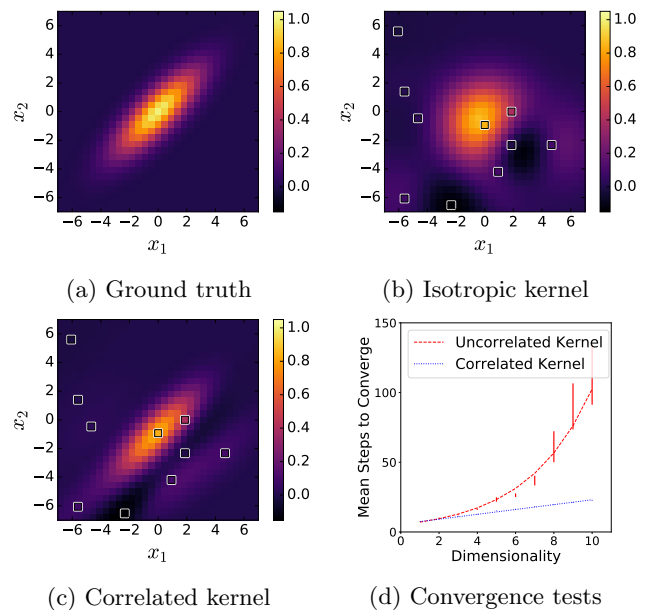 6
4
2
0
−2
−4
−6
x₂
−6 −4 −2 0 2 4 6
x₁
1.0
0.8
0.6
0.4
0.2
0.0
(a) Ground truth
6
4
2
0
−2
−4
−6
x₂
−6 −4 −2 0 2 4 6
x₁
1.0
0.8
0.6
0.4
0.2
0.0
(b) Isotropic kernel
6
4
2
0
−2
−4
−6
x₂
−6 −4 −2 0 2 4 6
x₁
1.0
0.8
0.6
0.4
0.2
0.0
(c) Correlated kernel
150
100
50
0
Mean Steps to Converge
Uncorrelated Kernel
Correlated Kernel
0 2 4 6 8 10
Dimensionality
(d) Convergence tests